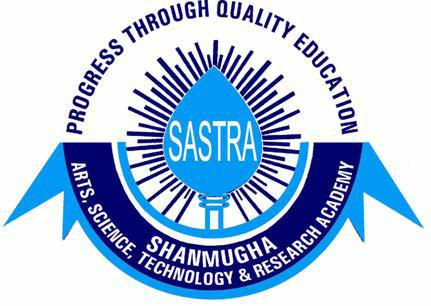 PROGRESS THROUGH QUALITY EDUCATION
SASTRA
SHANMUGHA
ARTS, SCIENCE, TECHNOLOGY & RESEARCH ACADEMY